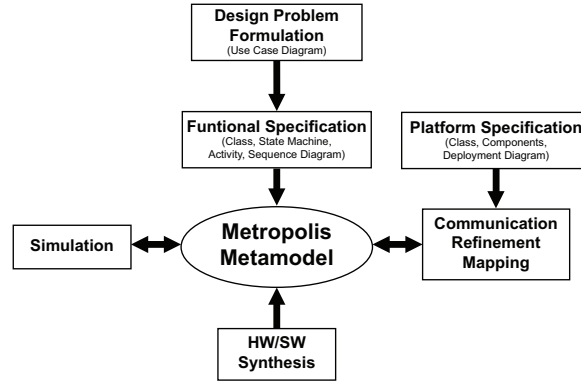 Design Problem
Formulation
(Use Case Diagram)
Funtional Specification
(Class, State Machine,
Activity, Sequence Diagram)
Platform Specification
(Class, Components,
Deployment Diagram)
Simulation
Metropolis
Metamodel
Communication
Refinement
Mapping
HW/SW
Synthesis